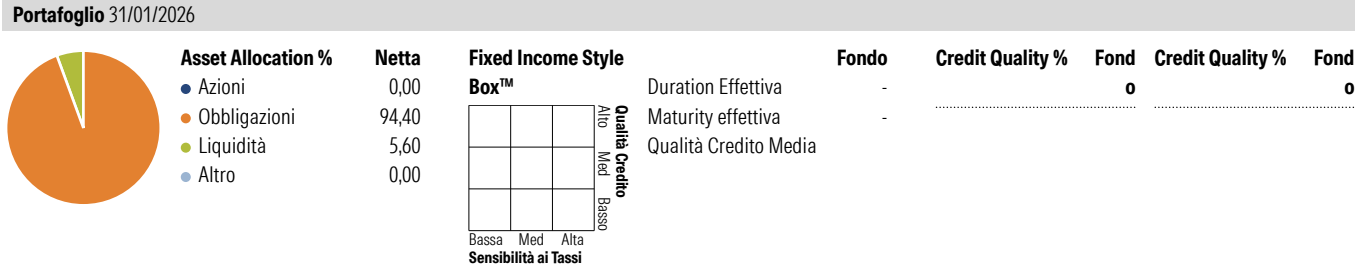 Portafoglio 31/01/2026
Asset Allocation % Netta
Azioni 0,00
Obbligazioni 94,40
Liquidità 5,60
Altro 0,00
Fixed Income Style
Box™
Alto Med Basso
Qualità Credito
Bassa Med Alta
Sensibilità ai Tassi
Fondo
Duration Effettiva -
Maturity effettiva -
Qualità Credito Media
Credit Quality % Fond
o
Credit Quality % Fond
o